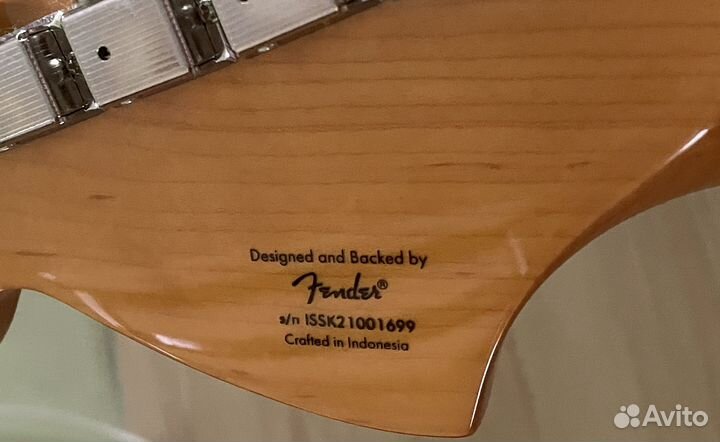 Designed and Backed by
Fender®
s/n ISSK21001699
Crafted in Indonesia
Avito